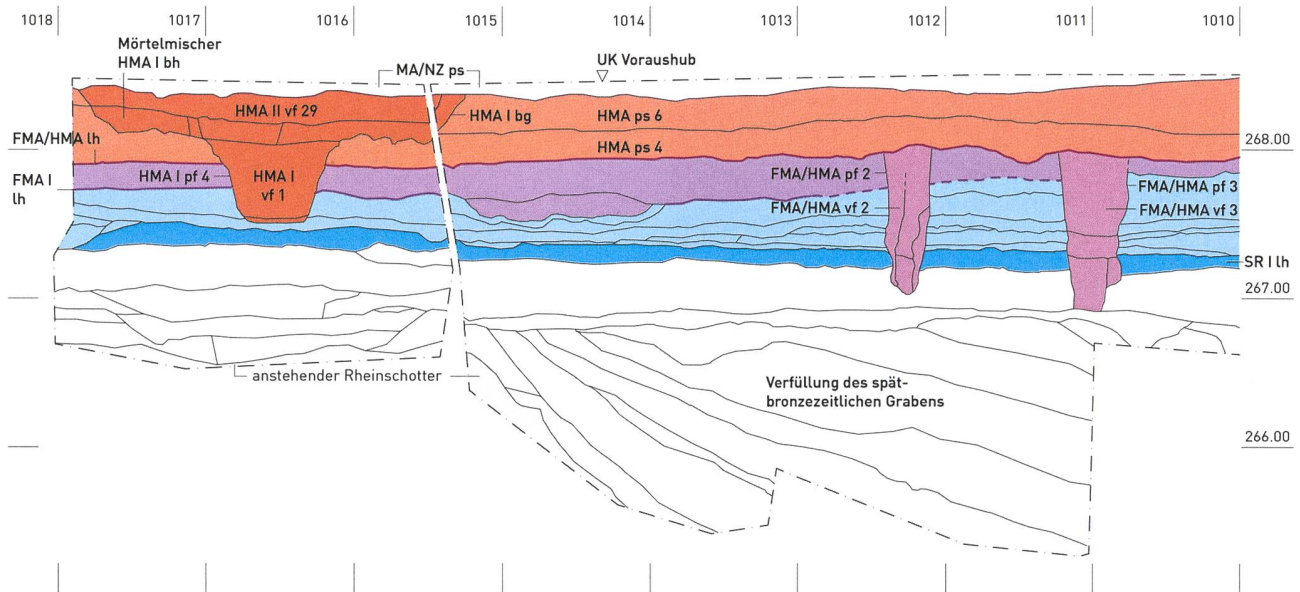 1018 1017 1016 1015 1014 1013 1012 1011 1010
Mörtelmischer
HMA I bh
MA/NZ ps
UK Voraushub
HMA II vf 29
HMA I bg
HMA ps 6
FMA/HMA lh
HMA ps 4
268.00
FMA I
lh
HMA I pf 4
HMA I
vf 1
FMA/HMA pf 2
FMA/HMA pf 3
FMA/HMA vf 2
FMA/HMA vf 3
SR I lh
267.00
anstehender Rheinschotter
Verfüllung des spät-
bronzezeitlichen Grabens
266.00